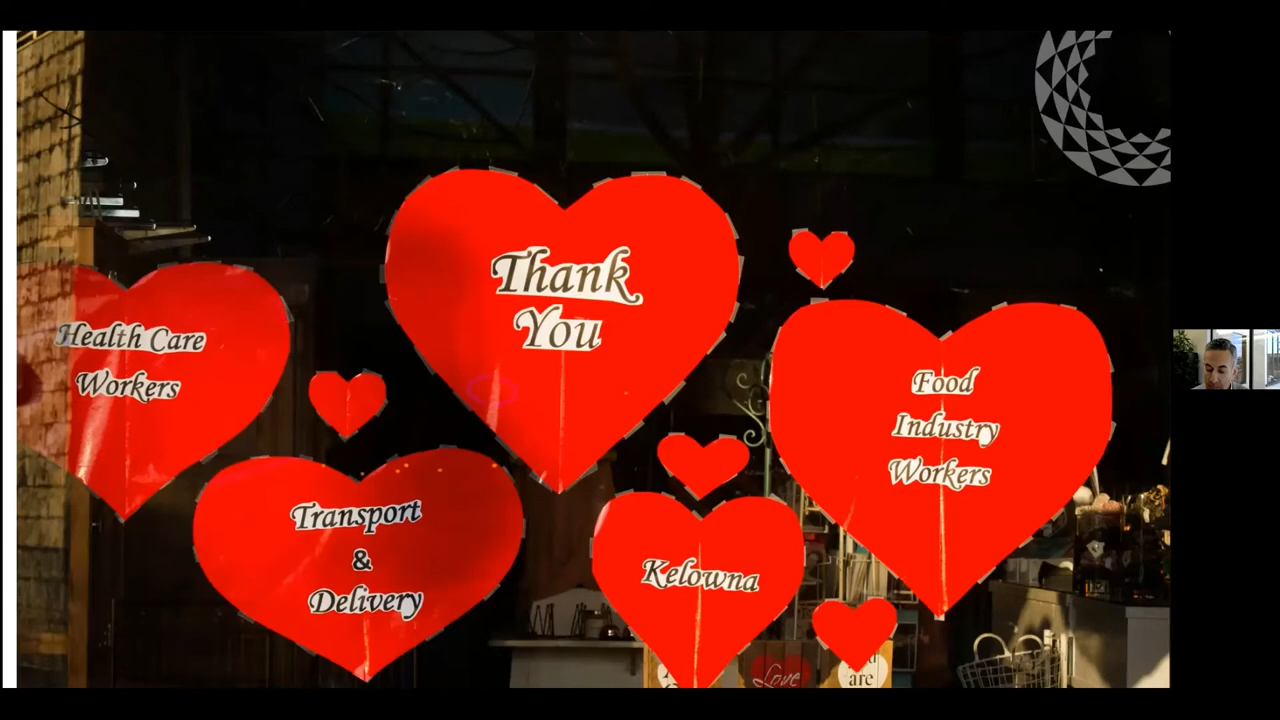 Thank
You
Health Care
Workers
Food
Industry
Workers
Transport
&
Delivery
Kelowna
Love
are